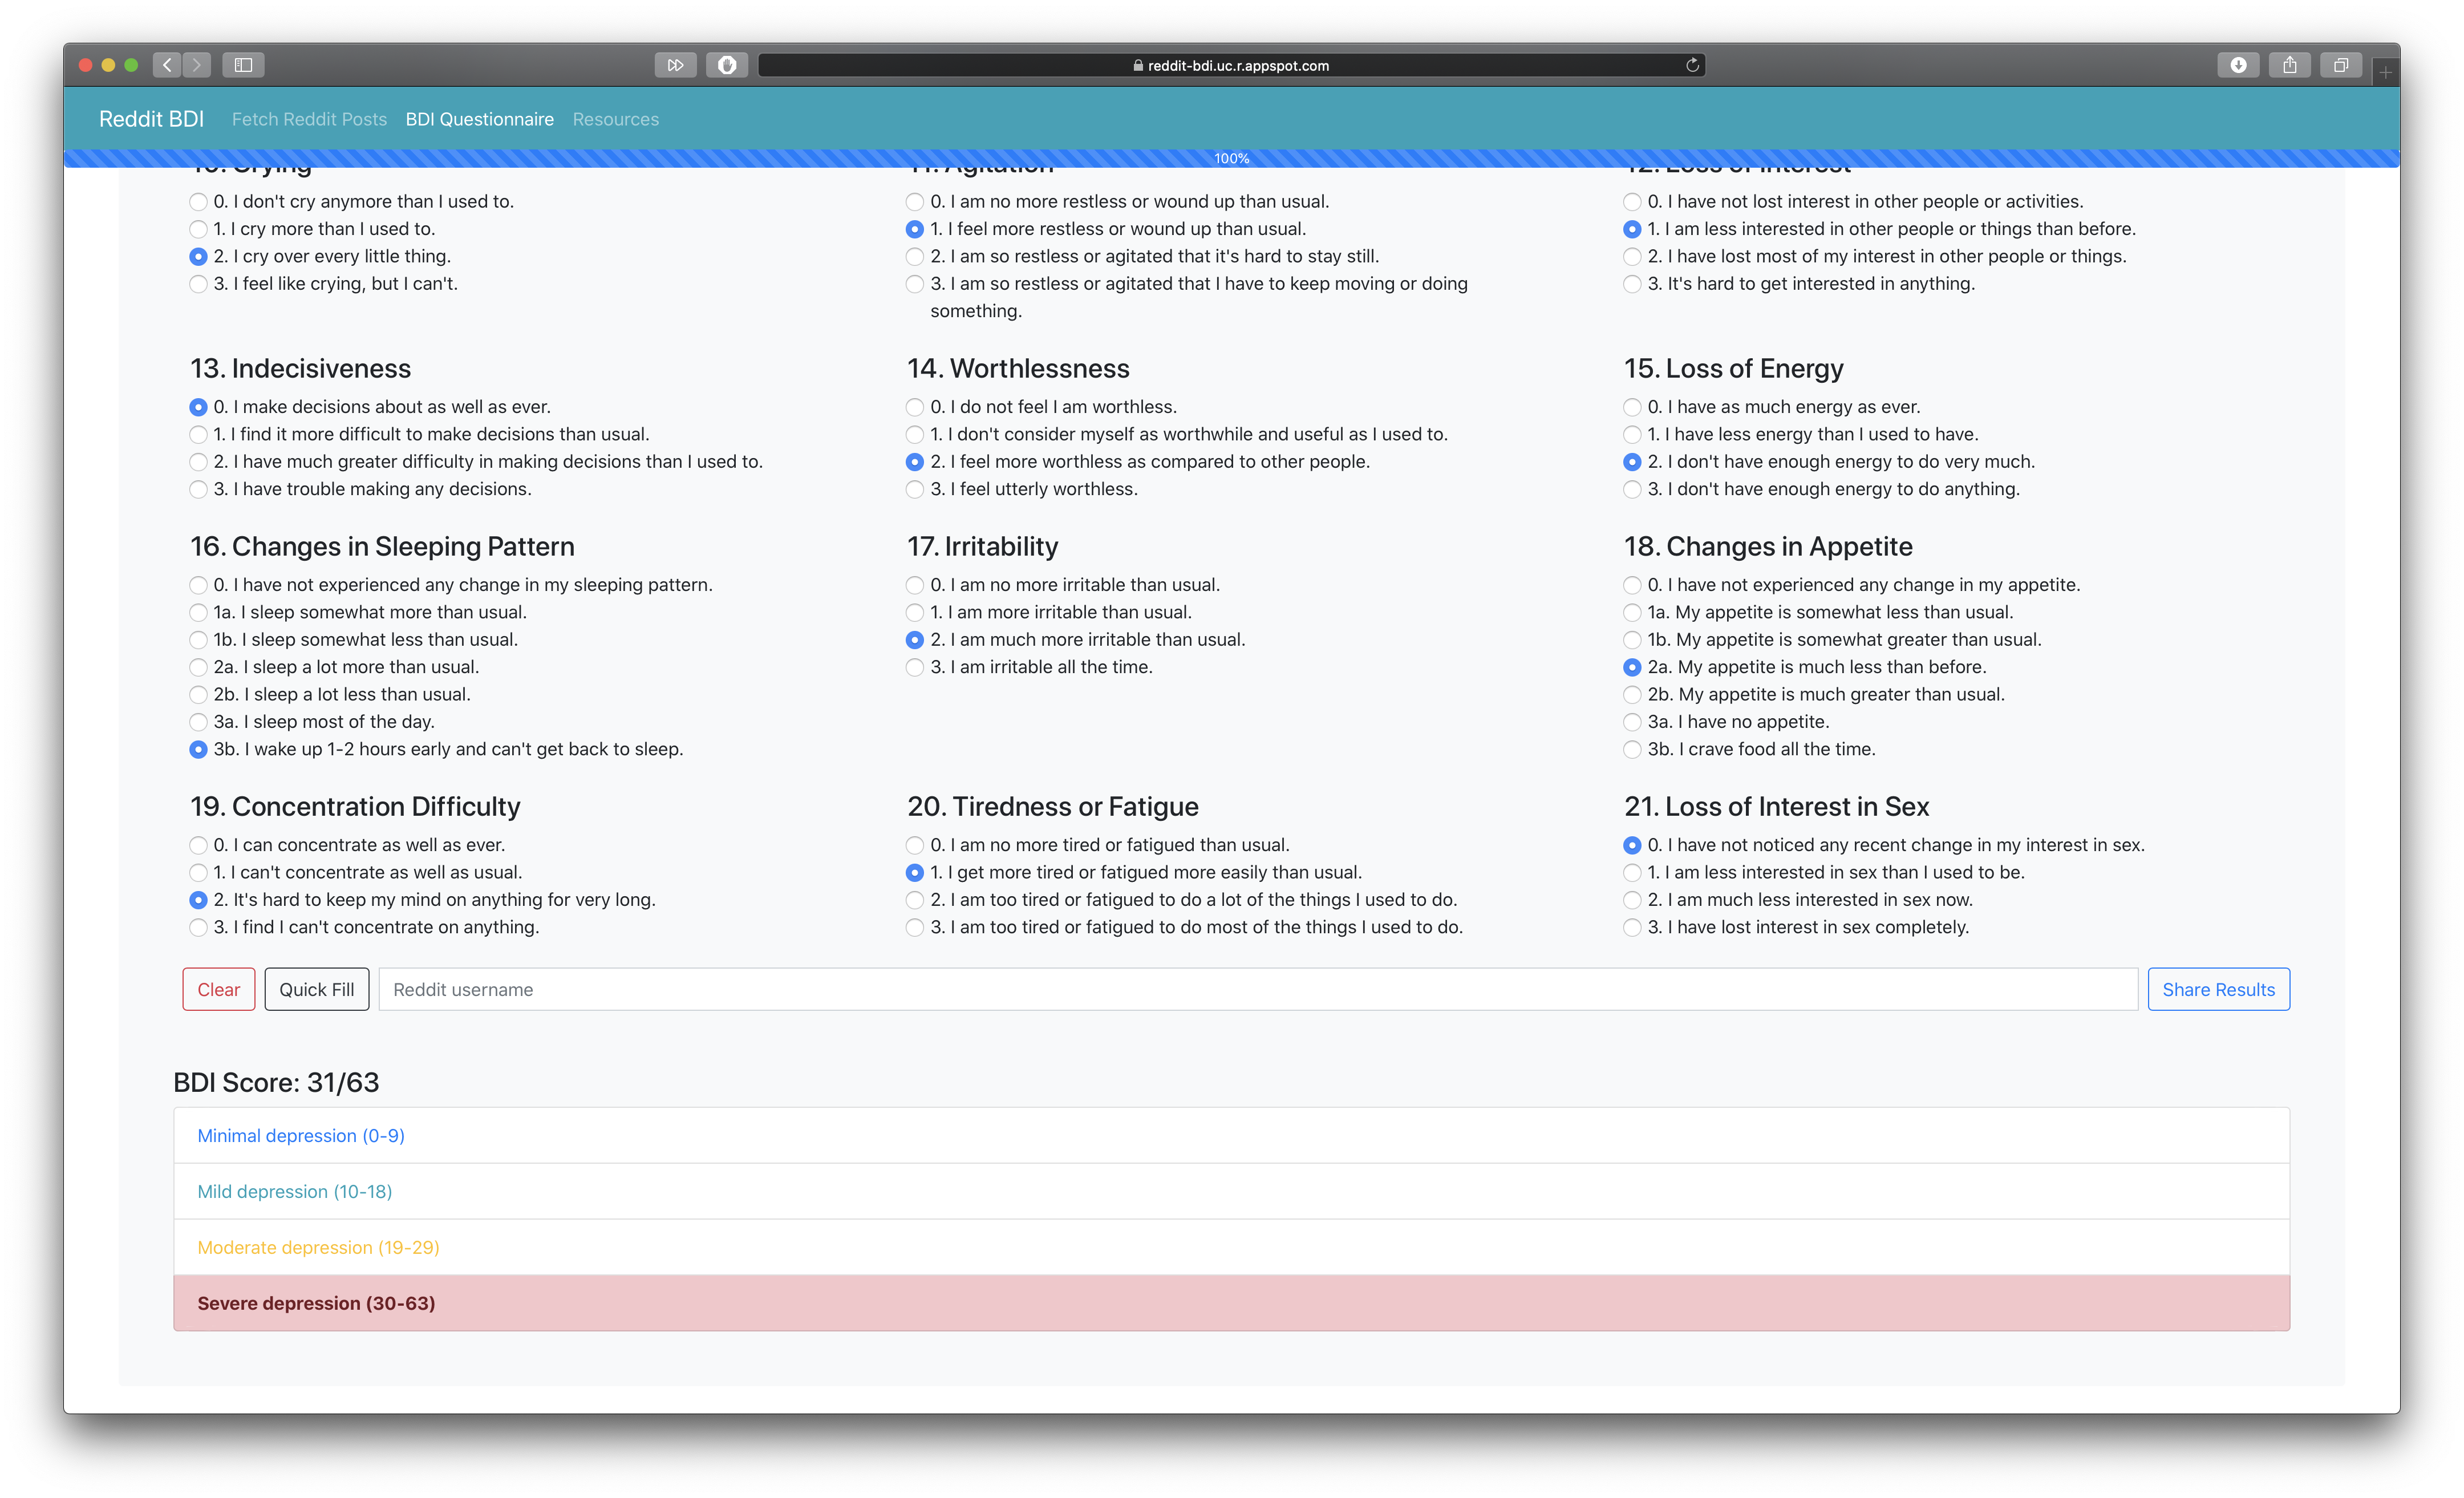 reddit-bdi.uc.r.appspot.com
Reddit BDI Fetch Reddit Posts BDI Questionnaire Resources
100%
10. Crying
0. I don't cry anymore than I used to.
1. I cry more than I used to.
2. I cry over every little thing.
3. I feel like crying, but I can't.
11. Agitation
0. I am no more restless or wound up than usual.
1. I feel more restless or wound up than usual.
2. I am so restless or agitated that it's hard to stay still.
3. I am so restless or agitated that I have to keep moving or doing
something.
12. Loss of Interest
0. I have not lost interest in other people or activities.
1. I am less interested in other people or things than before.
2. I have lost most of my interest in other people or things.
3. It's hard to get interested in anything.
13. Indecisiveness
0. I make decisions about as well as ever.
1. I find it more difficult to make decisions than usual.
2. I have much greater difficulty in making decisions than I used to.
3. I have trouble making any decisions.
14. Worthlessness
0. I do not feel I am worthless.
1. I don't consider myself as worthwhile and useful as I used to.
2. I feel more worthless as compared to other people.
3. I feel utterly worthless.
15. Loss of Energy
0. I have as much energy as ever.
1. I have less energy than I used to have.
2. I don't have enough energy to do very much.
3. I don't have enough energy to do anything.
16. Changes in Sleeping Pattern
0. I have not experienced any change in my sleeping pattern.
1a. I sleep somewhat more than usual.
1b. I sleep somewhat less than usual.
2a. I sleep a lot more than usual.
2b. I sleep a lot less than usual.
3a. I sleep most of the day.
3b. I wake up 1-2 hours early and can't get back to sleep.
17. Irritability
0. I am no more irritable than usual.
1. I am more irritable than usual.
2. I am much more irritable than usual.
3. I am irritable all the time.
18. Changes in Appetite
0. I have not experienced any change in my appetite.
1a. My appetite is somewhat less than usual.
1b. My appetite is somewhat greater than usual.
2a. My appetite is much less than before.
2b. My appetite is much greater than usual.
3a. I have no appetite.
3b. I crave food all the time.
19. Concentration Difficulty
0. I can concentrate as well as ever.
1. I can't concentrate as well as usual.
2. It's hard to keep my mind on anything for very long.
3. I find I can't concentrate on anything.
20. Tiredness or Fatigue
0. I am no more tired or fatigued than usual.
1. I get more tired or fatigued more easily than usual.
2. I am too tired or fatigued to do a lot of the things I used to do.
3. I am too tired or fatigued to do most of the things I used to do.
21. Loss of Interest in Sex
0. I have not noticed any recent change in my interest in sex.
1. I am less interested in sex than I used to be.
2. I am much less interested in sex now.
3. I have lost interest in sex completely.
Clear Quick Fill Reddit username Share Results
BDI Score: 31/63
Minimal depression (0-9)
Mild depression (10-18)
Moderate depression (19-29)
Severe depression (30-63)